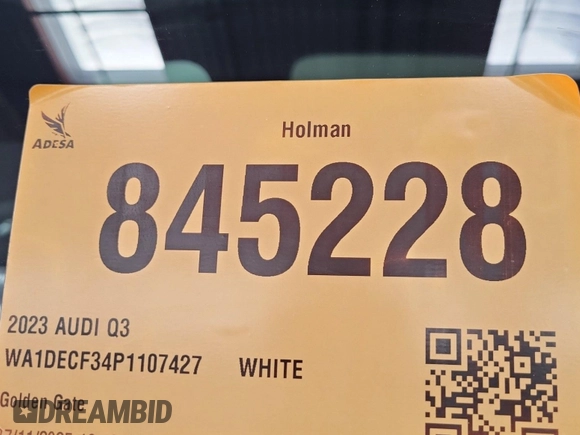 Holman
ADESA
845228
2023 AUDI Q3
WA1DECF34P1107427 WHITE
Golden Gate
DREAMBID